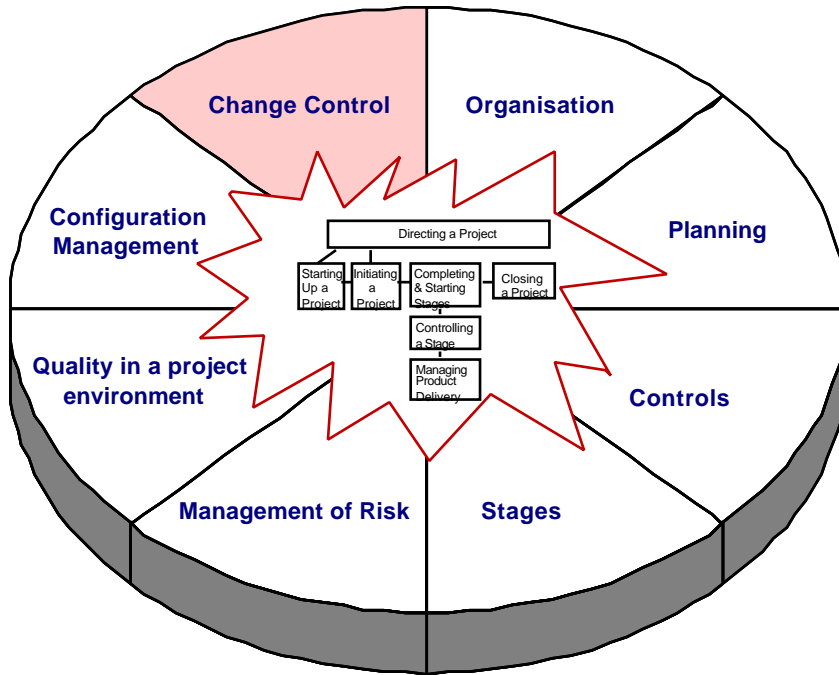 Change Control
Organisation
Configuration
Management
Planning
Directing a Project
Starting
Up a
Project
Initiating
a
Project
Completing
& Starting
Stages
Closing
a Project
Controlling
a Stage
Managing
Product
Delivery
Quality in a project
environment
Controls
Management of Risk
Stages